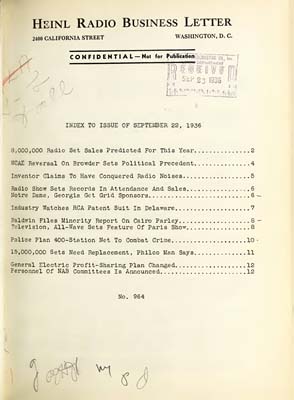 HEINL RADIO BUSINESS LETTER
2400 CALIFORNIA STREET WASHINGTON, D. C.
CONFIDENTIAL—Not for Publication
RECEIVED
SEP 23 1936
INDEX TO ISSUE OF SEPTEMBER 22, 1936
8,000,000 Radio Set Sales Predicted For This Year...............2
WCAE Reversal On Browder Sets Political Precedent...............4
Inventor Claims To Have Conquered Radio Noises..................5
Radio Show Sets Records In Attendance And Sales.................6
Notre Dame, Georgia Get Grid Sponsors...........................6
Industry Watches RCA Patent Suit In Delaware....................7
Baldwin Files Minority Report On Cairo Parley...................8
Television, All-Wave Sets Feature Of Paris Show.................8
Police Plan 400-Station Net To Combat Crime.....................10
15,000,000 Sets Need Replacement, Philco Man Says...............11
General Electric Profit-Sharing Plan Changed....................12
Personnel Of NAB Committees Is Announced........................12
No. 964